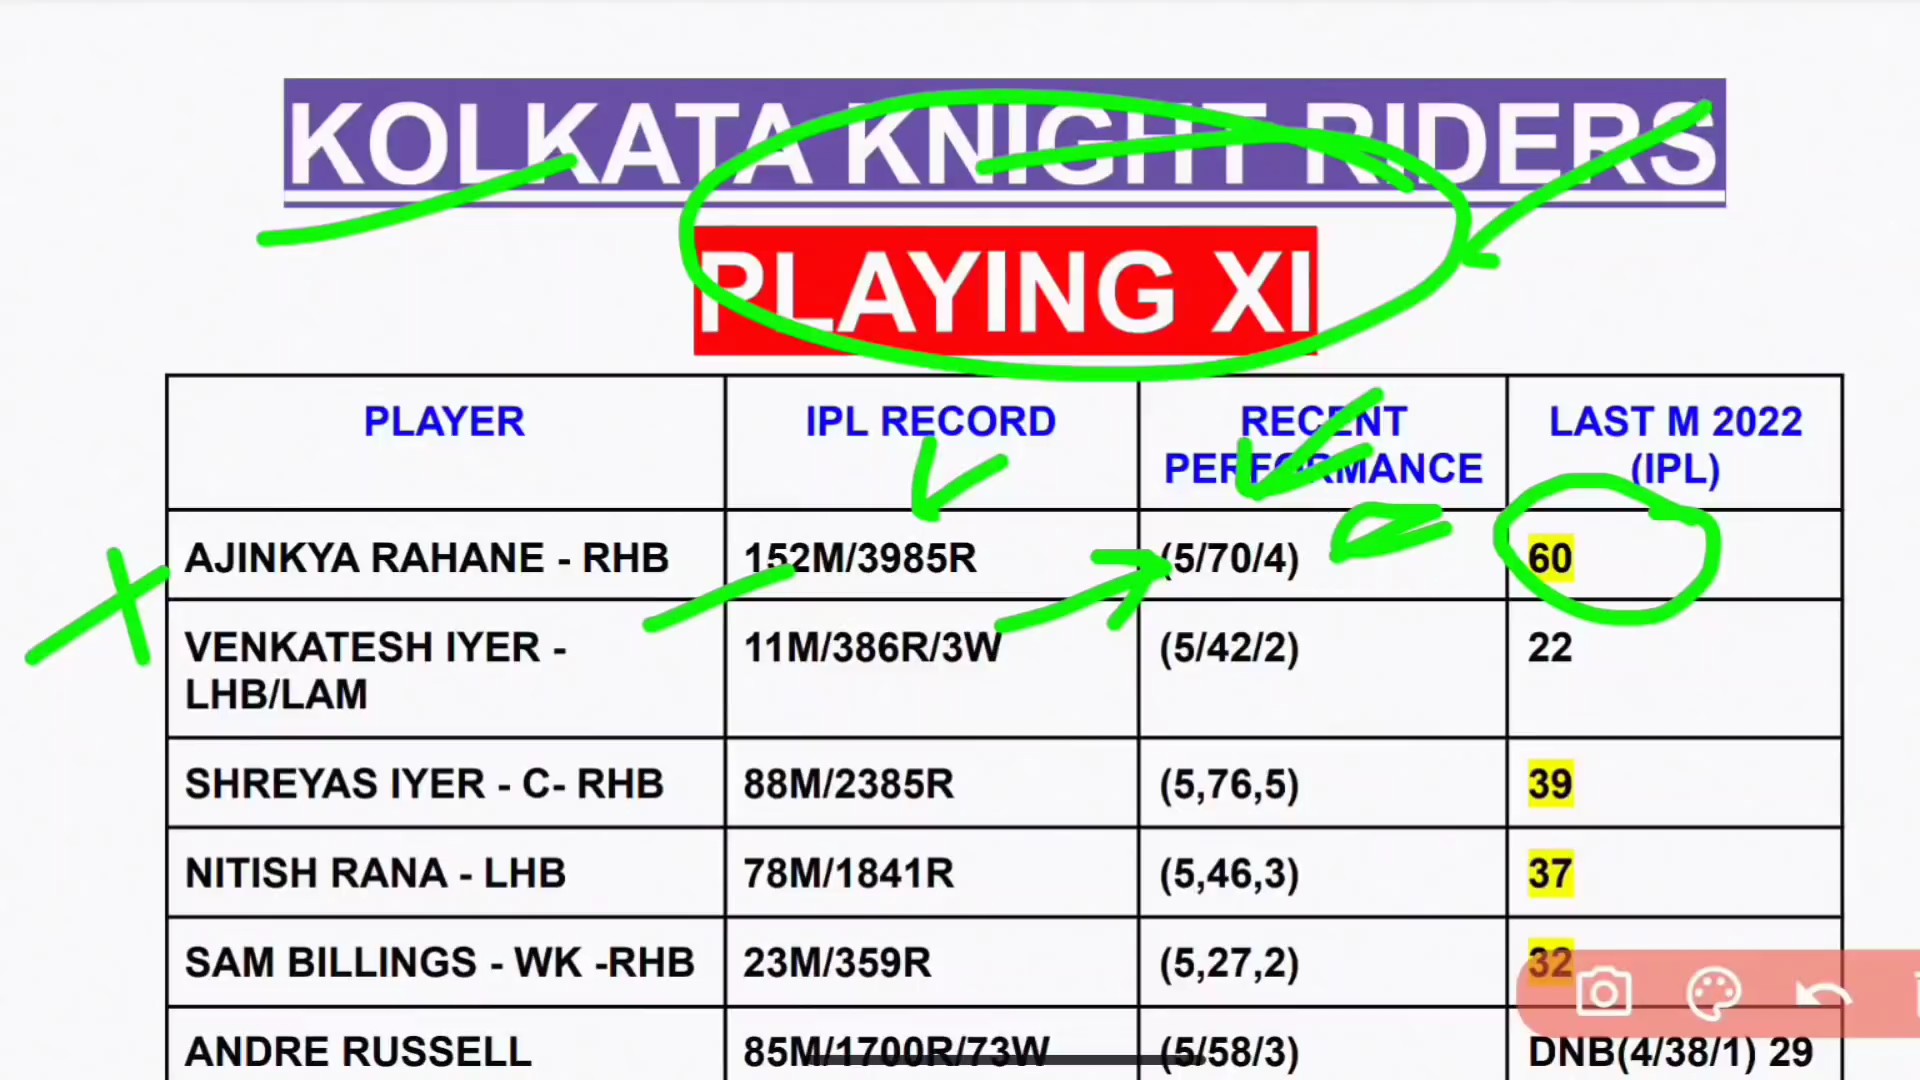 KOLKATA KNIGHT RIDERS
PLAYING XI
PLAYER IPL RECORD RECENT PERFORMANCE LAST M 2022 (IPL)
AJINKYA RAHANE - RHB 152M/3985R (5/70/4) 60
VENKATESH IYER - LHB/LAM 11M/386R/3W (5/42/2) 22
SHREYAS IYER - C- RHB 88M/2385R (5,76,5) 39
NITISH RANA - LHB 78M/1841R (5,46,3) 37
SAM BILLINGS - WK -RHB 23M/359R (5,27,2) 32
ANDRE RUSSELL 85M/1700R/73W (5/58/3) DNB(4/38/1) 29